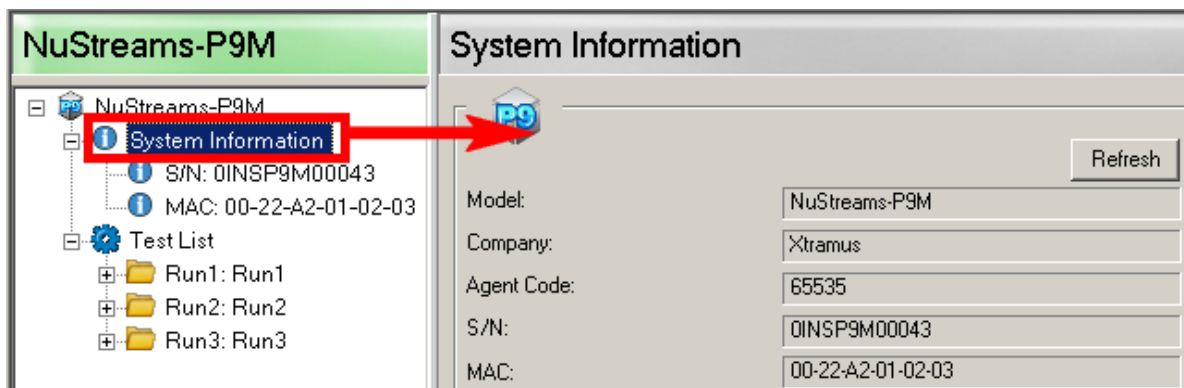 NuStreams-P9M
NuStreams-P9M
System Information
S/N: 0INSP9M00043
MAC: 00-22-A2-01-02-03
Test List
Run1: Run1
Run2: Run2
Run3: Run3
System Information
P9
Refresh
Model: NuStreams-P9M
Company: Xtramus
Agent Code: 65535
S/N: 0INSP9M00043
MAC: 00-22-A2-01-02-03